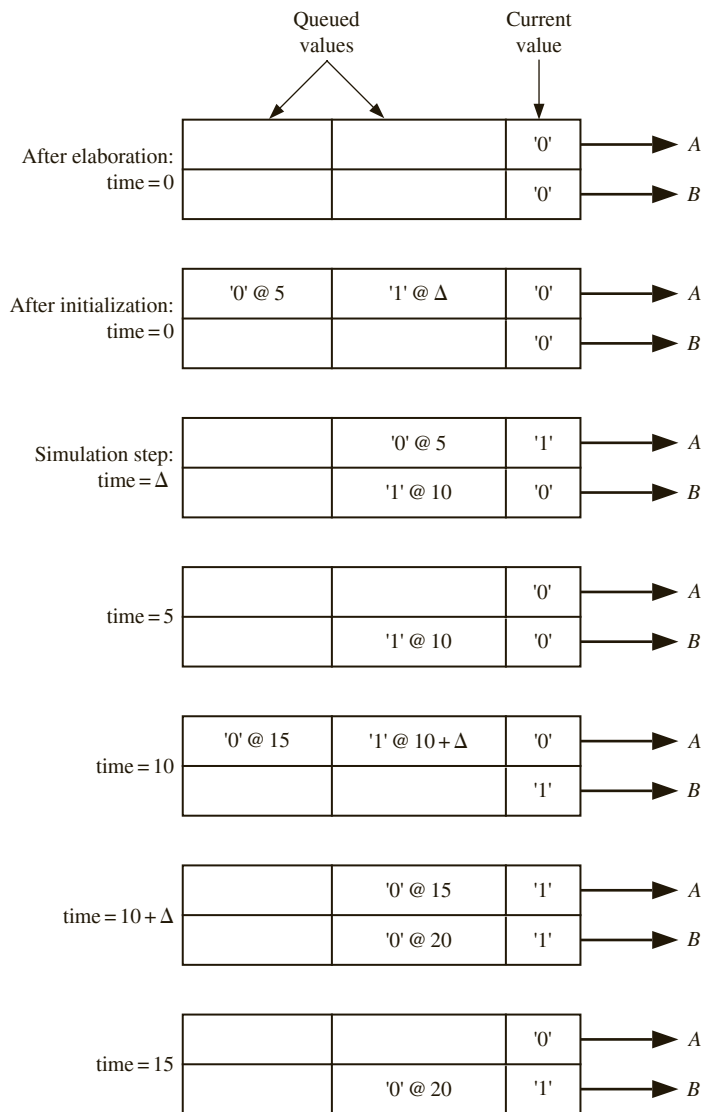 Queued
values
Current
value
After elaboration:
time = 0
'0' A
'0' B
After initialization:
time = 0
'0' @ 5 '1' @ Δ '0' A
'0' B
Simulation step:
time = Δ
'0' @ 5 '1' A
'1' @ 10 '0' B
time = 5
'0' A
'1' @ 10 '0' B
time = 10
'0' @ 15 '1' @ 10 + Δ '0' A
'1' B
time = 10 + Δ
'0' @ 15 '1' A
'0' @ 20 '1' B
time = 15
'0' A
'0' @ 20 '1' B